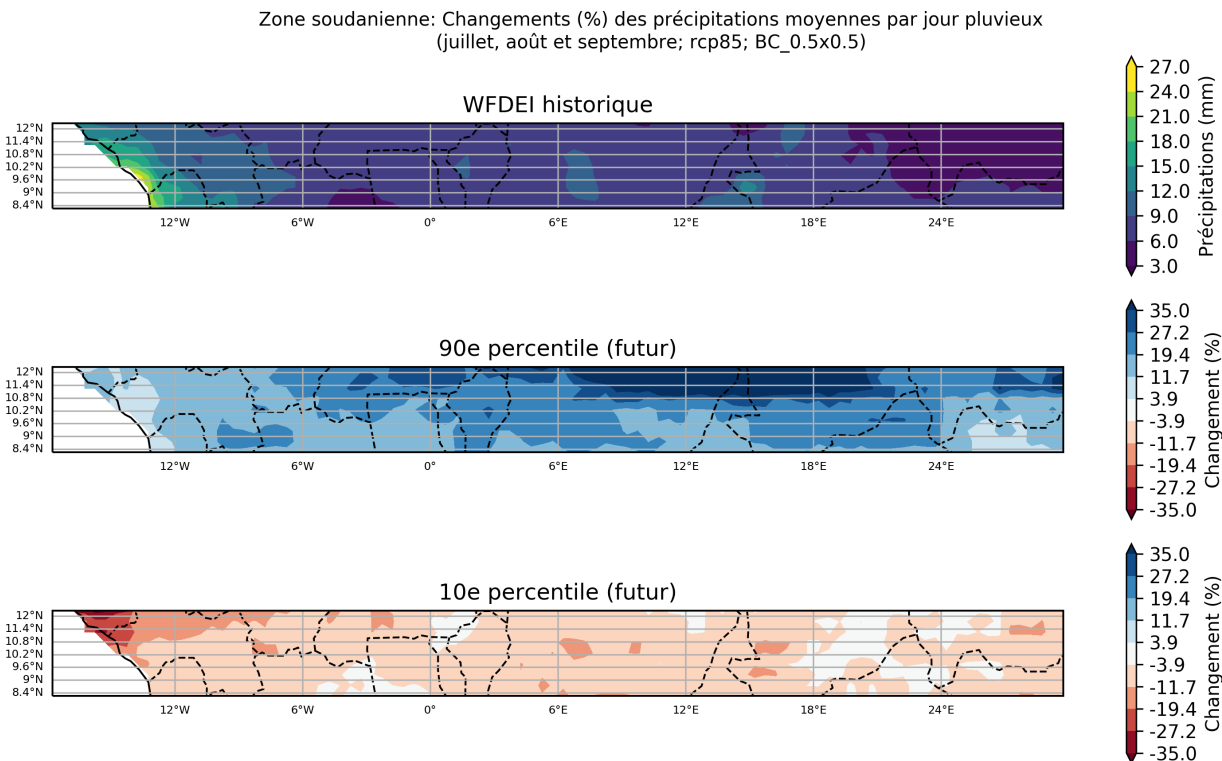 Zone soudanienne: Changements (%) des précipitations moyennes par jour pluvieux
(juillet, août et septembre; rcp85; BC_0.5x0.5)
WFDEI historique
12°N
11.4°N
10.8°N
10.2°N
9.6°N
9°N
8.4°N
12°W 6°W 0° 6°E 12°E 18°E 24°E
27.0
24.0
21.0
18.0
15.0
12.0
9.0
6.0
3.0
Précipitations (mm)
90e percentile (futur)
12°N
11.4°N
10.8°N
10.2°N
9.6°N
9°N
8.4°N
12°W 6°W 0° 6°E 12°E 18°E 24°E
35.0
27.2
19.4
11.7
3.9
-3.9
-11.7
-19.4
-27.2
-35.0
Changement (%)
10e percentile (futur)
12°N
11.4°N
10.8°N
10.2°N
9.6°N
9°N
8.4°N
12°W 6°W 0° 6°E 12°E 18°E 24°E
35.0
27.2
19.4
11.7
3.9
-3.9
-11.7
-19.4
-27.2
-35.0
Changement (%)